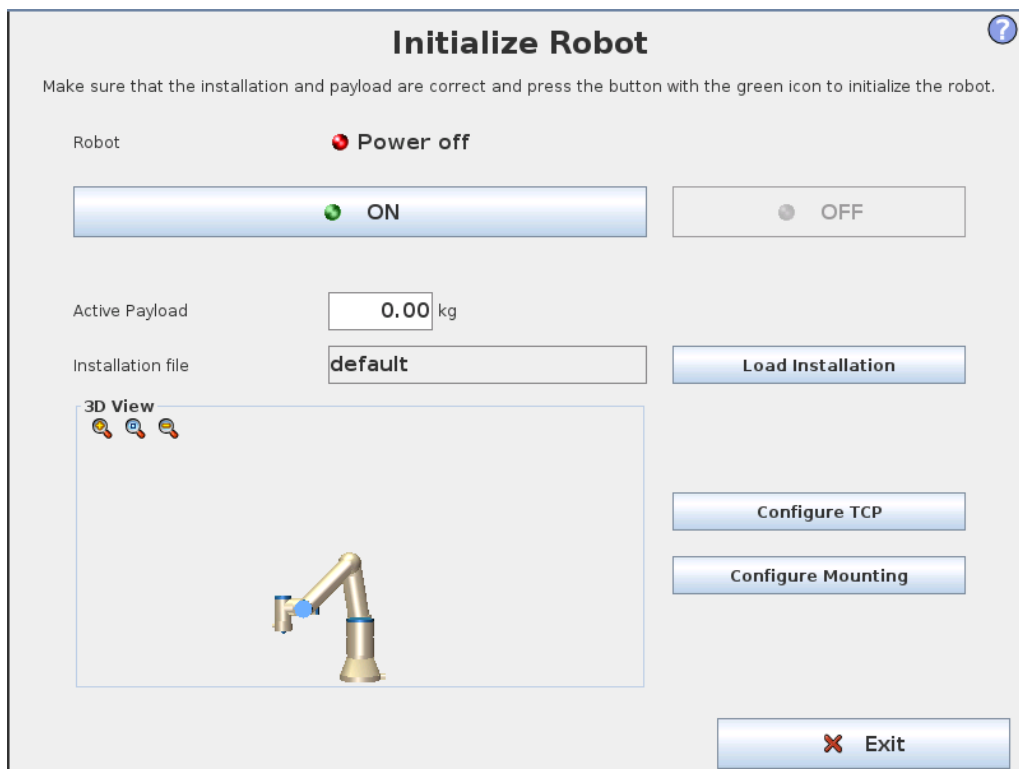 Initialize Robot
?
Make sure that the installation and payload are correct and press the button with the green icon to initialize the robot.
Robot
Power off
ON
OFF
Active Payload
0.00 kg
Installation file
default
Load Installation
3D View
Configure TCP
Configure Mounting
Exit